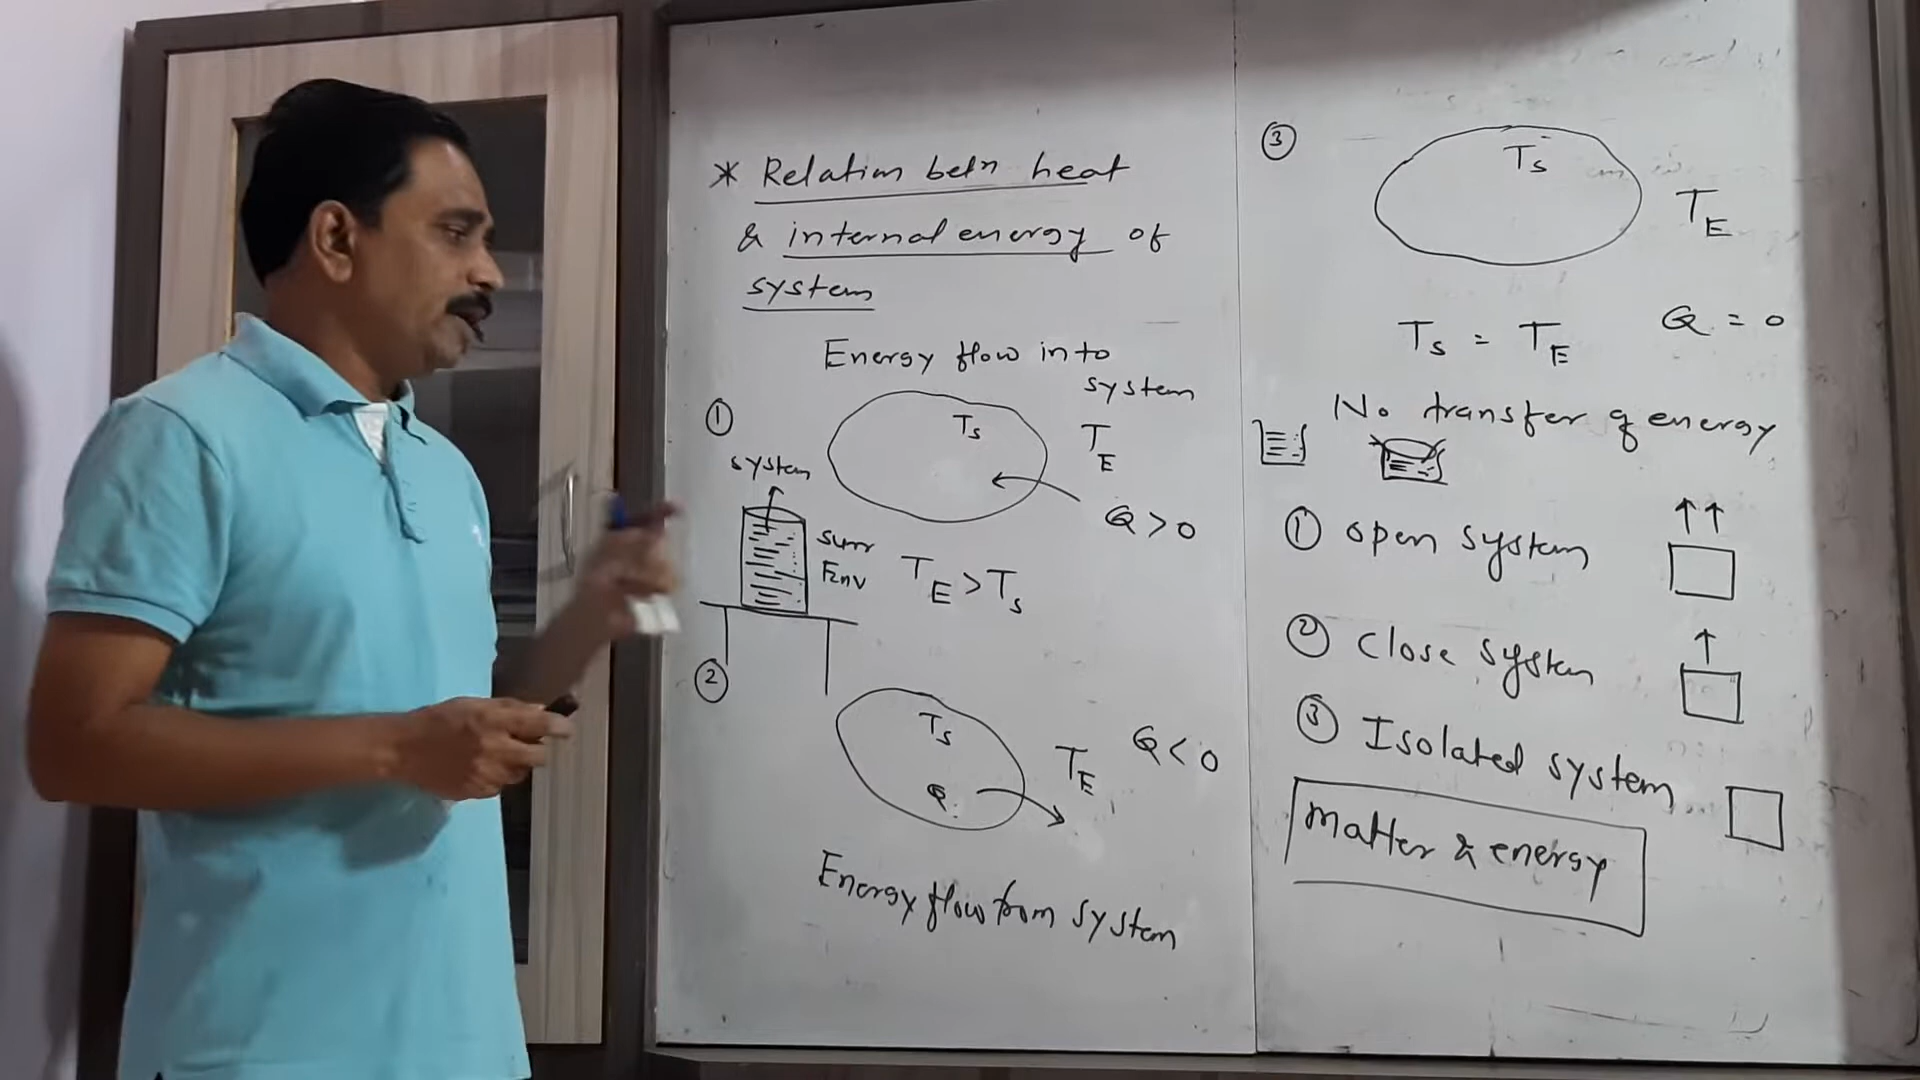 * Relation betn heat
& internal energy of
system
Energy flow into
system
①
Ts
TE
Q > 0
system
surr
Env
TE > Ts
②
Ts
Q
TE
Q < 0
Energy flow from system
③
Ts
TE
Ts = TE
Q = 0
No transfer of energy
① open system
② Close system
③ Isolated system
matter & energy